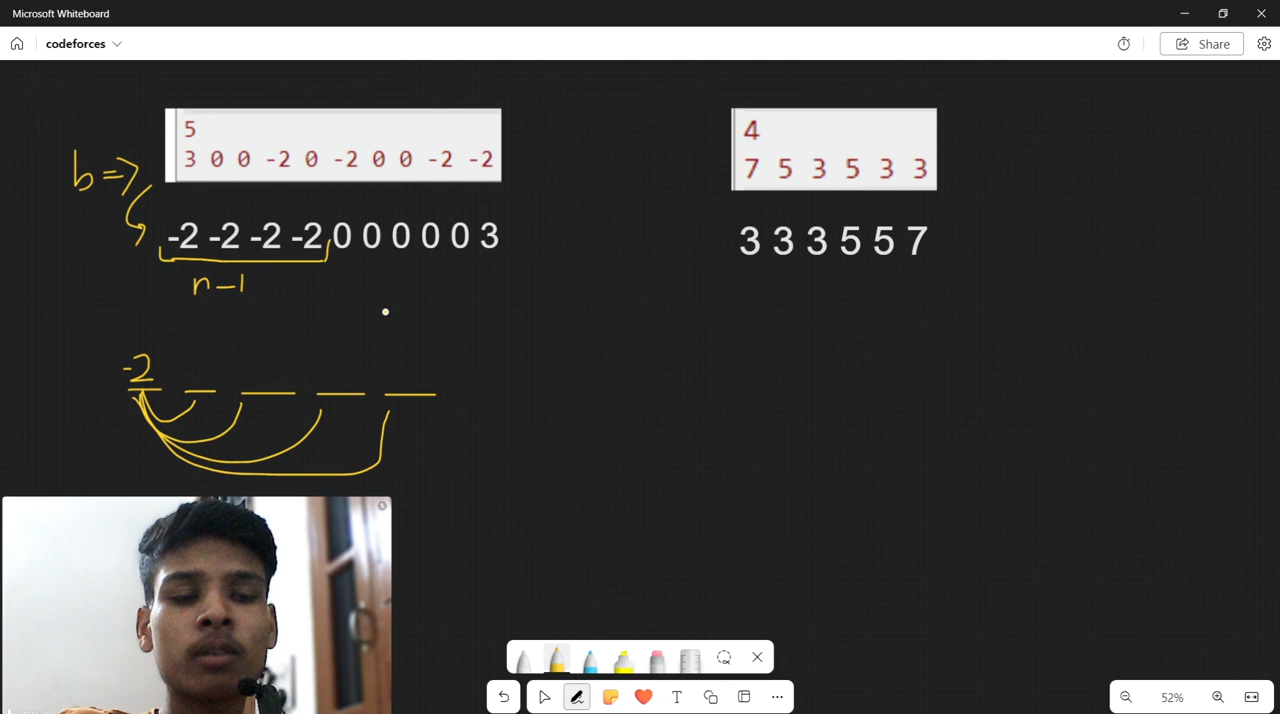 Microsoft Whiteboard
codeforces
Share
5
3 0 0 -2 0 -2 0 0 -2 -2
b =>
-2 -2 -2 -2 0 0 0 0 0 3
n-1
-2
4
7 5 3 5 3 3
3 3 3 5 5 7
52%